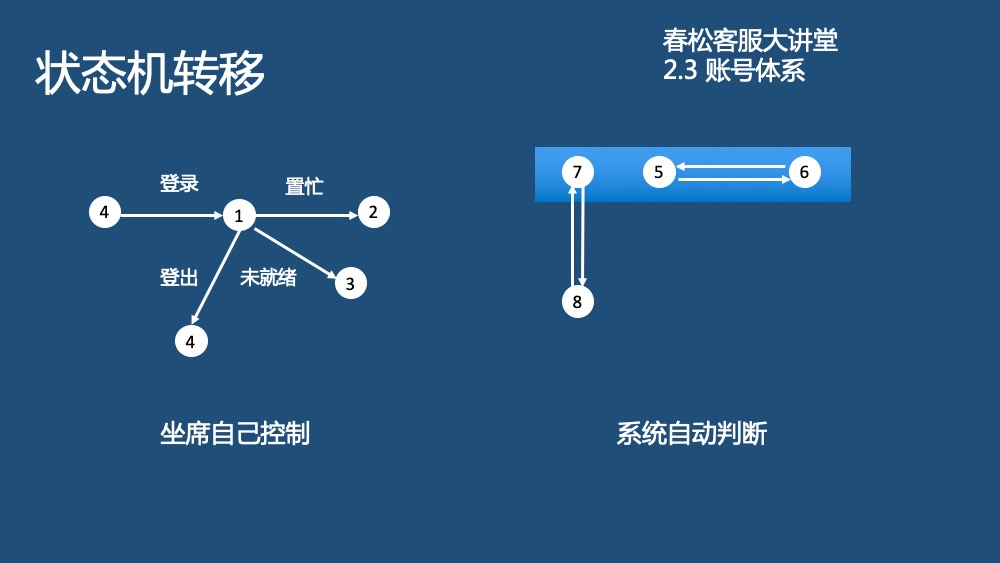 状态机转移
春松客服大讲堂
2.3 账号体系
登录
置忙
4
1
2
登出
未就绪
3
4
坐席自己控制
7
5
6
8
系统自动判断